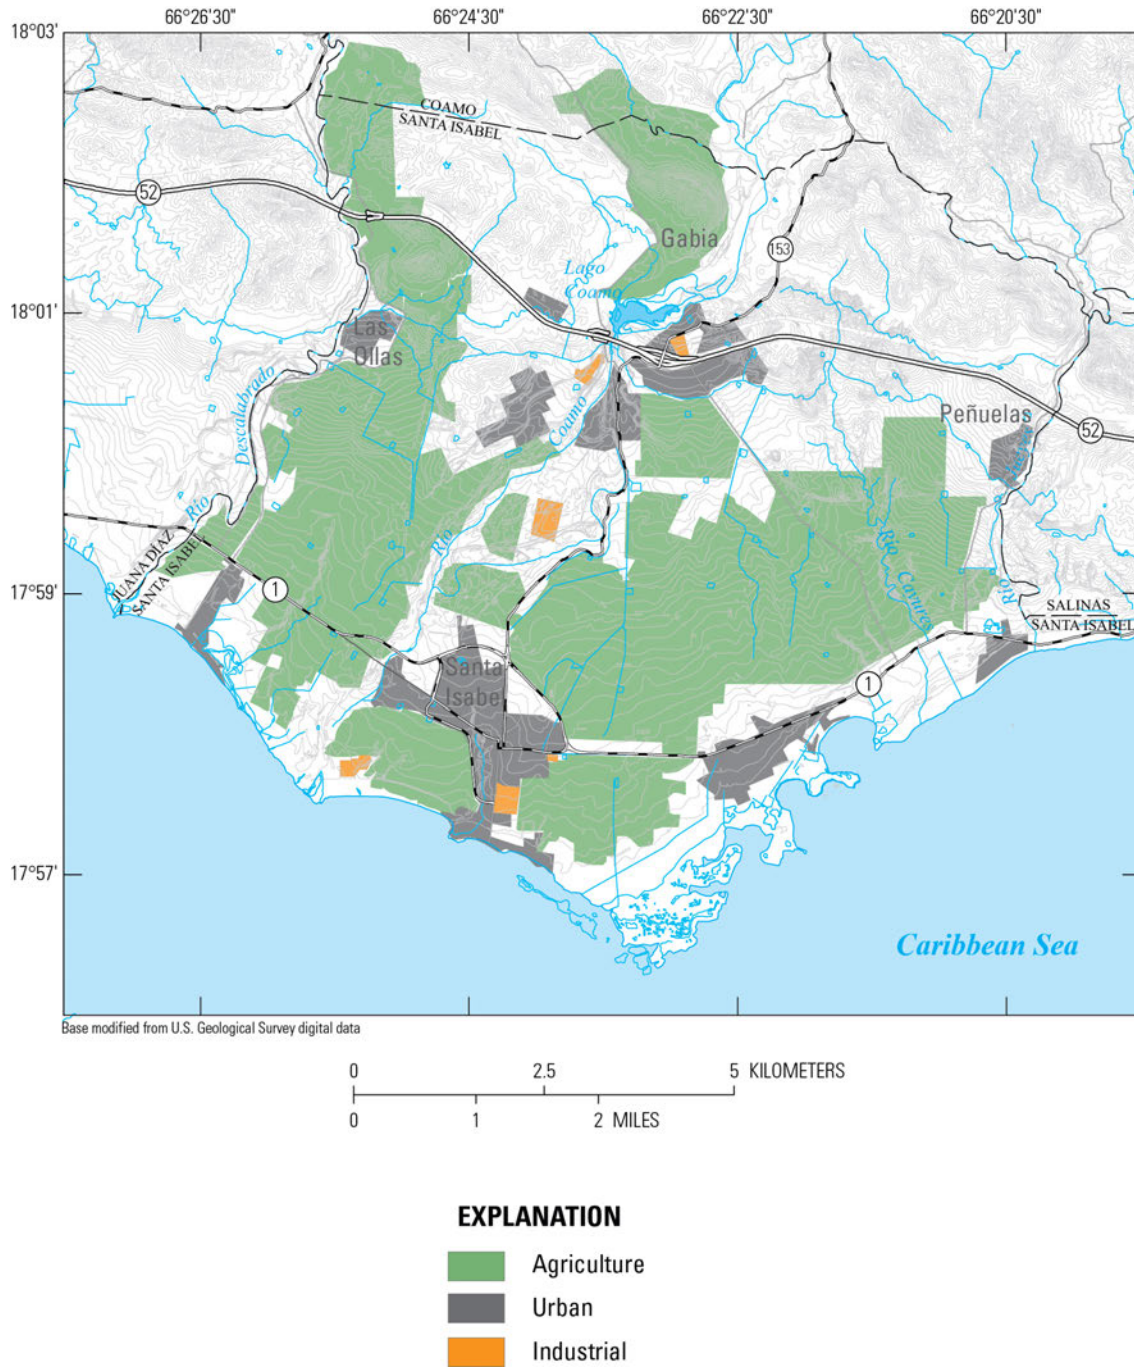 66°26'30"
66°24'30"
66°22'30"
66°20'30"
18°03'
COAMO
SANTA ISABEL
52
Gabia
153
Lago
Coamo
18°01'
Las
Ollas
Descalabrado
Río
Coamo
Río
Peñuelas
52
JUANA DÍAZ
SANTA ISABEL
17°59'
1
Río
Cayures
Río
SALINAS
SANTA ISABEL
Santa
Isabel
1
17°57'
Caribbean Sea
Base modified from U.S. Geological Survey digital data
0 2.5 5 KILOMETERS
0 1 2 MILES
EXPLANATION
Agriculture
Urban
Industrial